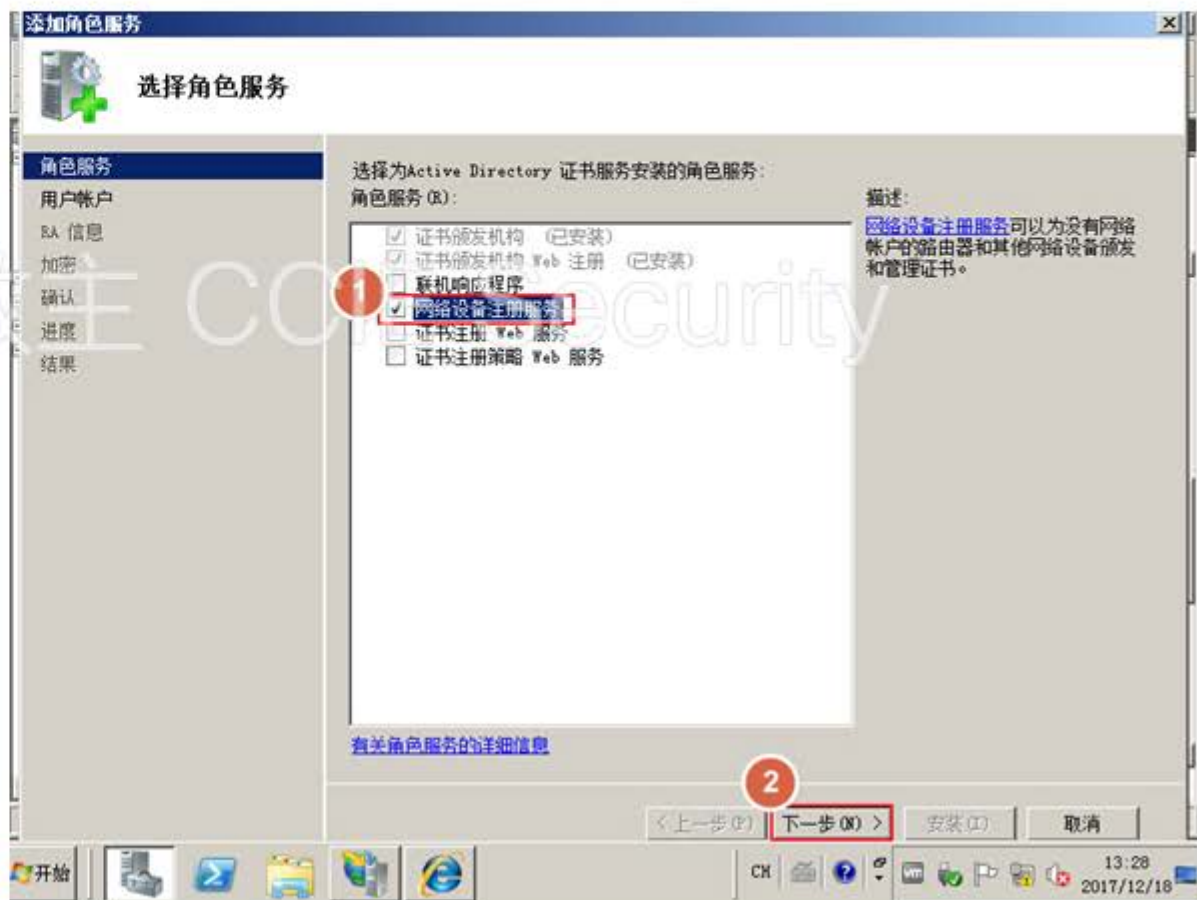 添加角色服务
选择角色服务
角色服务
用户帐户
RA 信息
加密
确认
进度
结果
选择为Active Directory 证书服务安装的角色服务:
角色服务(R):
证书颁发机构 (已安装)
证书颁发机构 Web 注册 (已安装)
联机响应程序
网络设备注册服务
证书注册 Web 服务
证书注册策略 Web 服务
1
描述:
网络设备注册服务可以为没有网络
帐户的路由器和其他网络设备颁发
和管理证书。
有关角色服务的详细信息
2
<上一步(P)
下一步(N) >
安装(I)
取消
开始
CH
13:28
2017/12/18